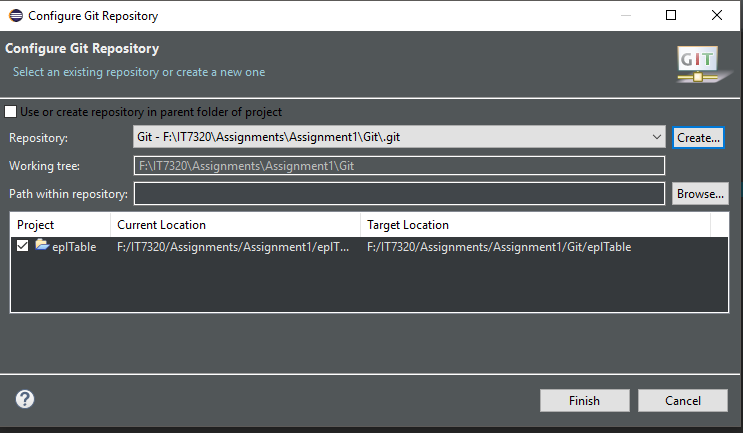 Configure Git Repository
Configure Git Repository
Select an existing repository or create a new one
GIT
Use or create repository in parent folder of project
Repository: Git - F:\IT7320\Assignments\Assignment1\Git\.git Create...
Working tree: F:\IT7320\Assignments\Assignment1\Git
Path within repository: Browse...
Project Current Location Target Location
eplTable F:/IT7320/Assignments/Assignment1/eplT... F:/IT7320/Assignments/Assignment1/Git/eplTable
? Finish Cancel